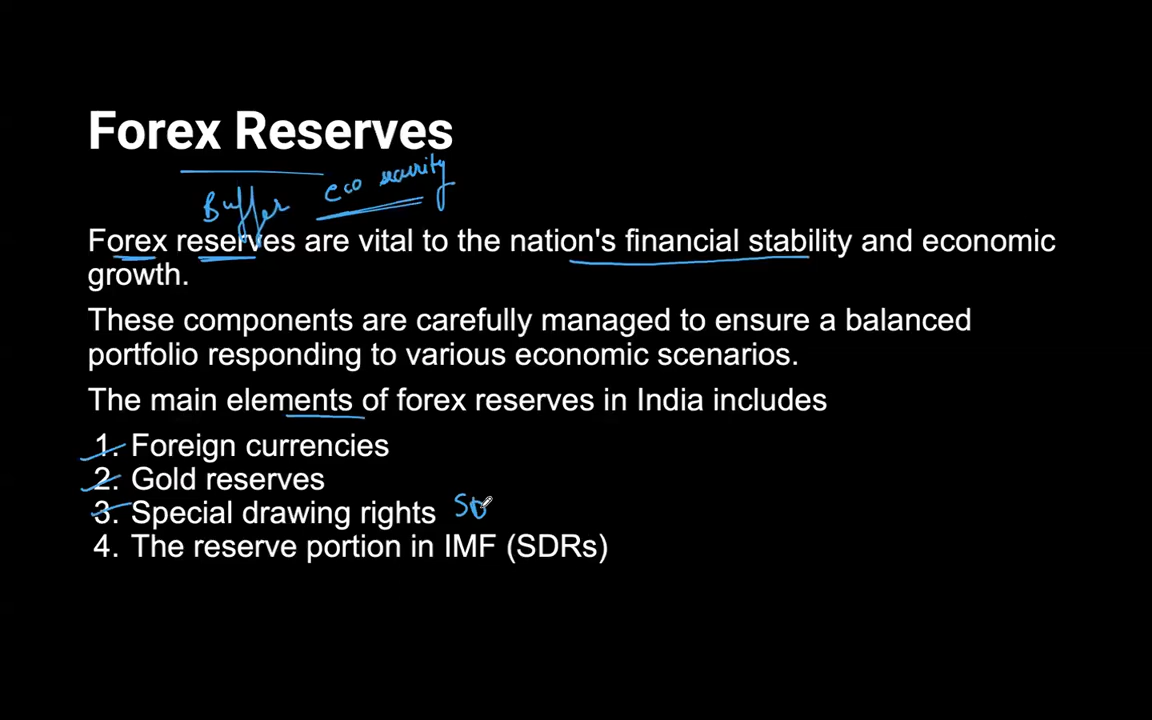 Forex Reserves
Buffer eco security
Forex reserves are vital to the nation's financial stability and economic
growth.
These components are carefully managed to ensure a balanced
portfolio responding to various economic scenarios.
The main elements of forex reserves in India includes
1. Foreign currencies
2. Gold reserves
3. Special drawing rights SD
4. The reserve portion in IMF (SDRs)